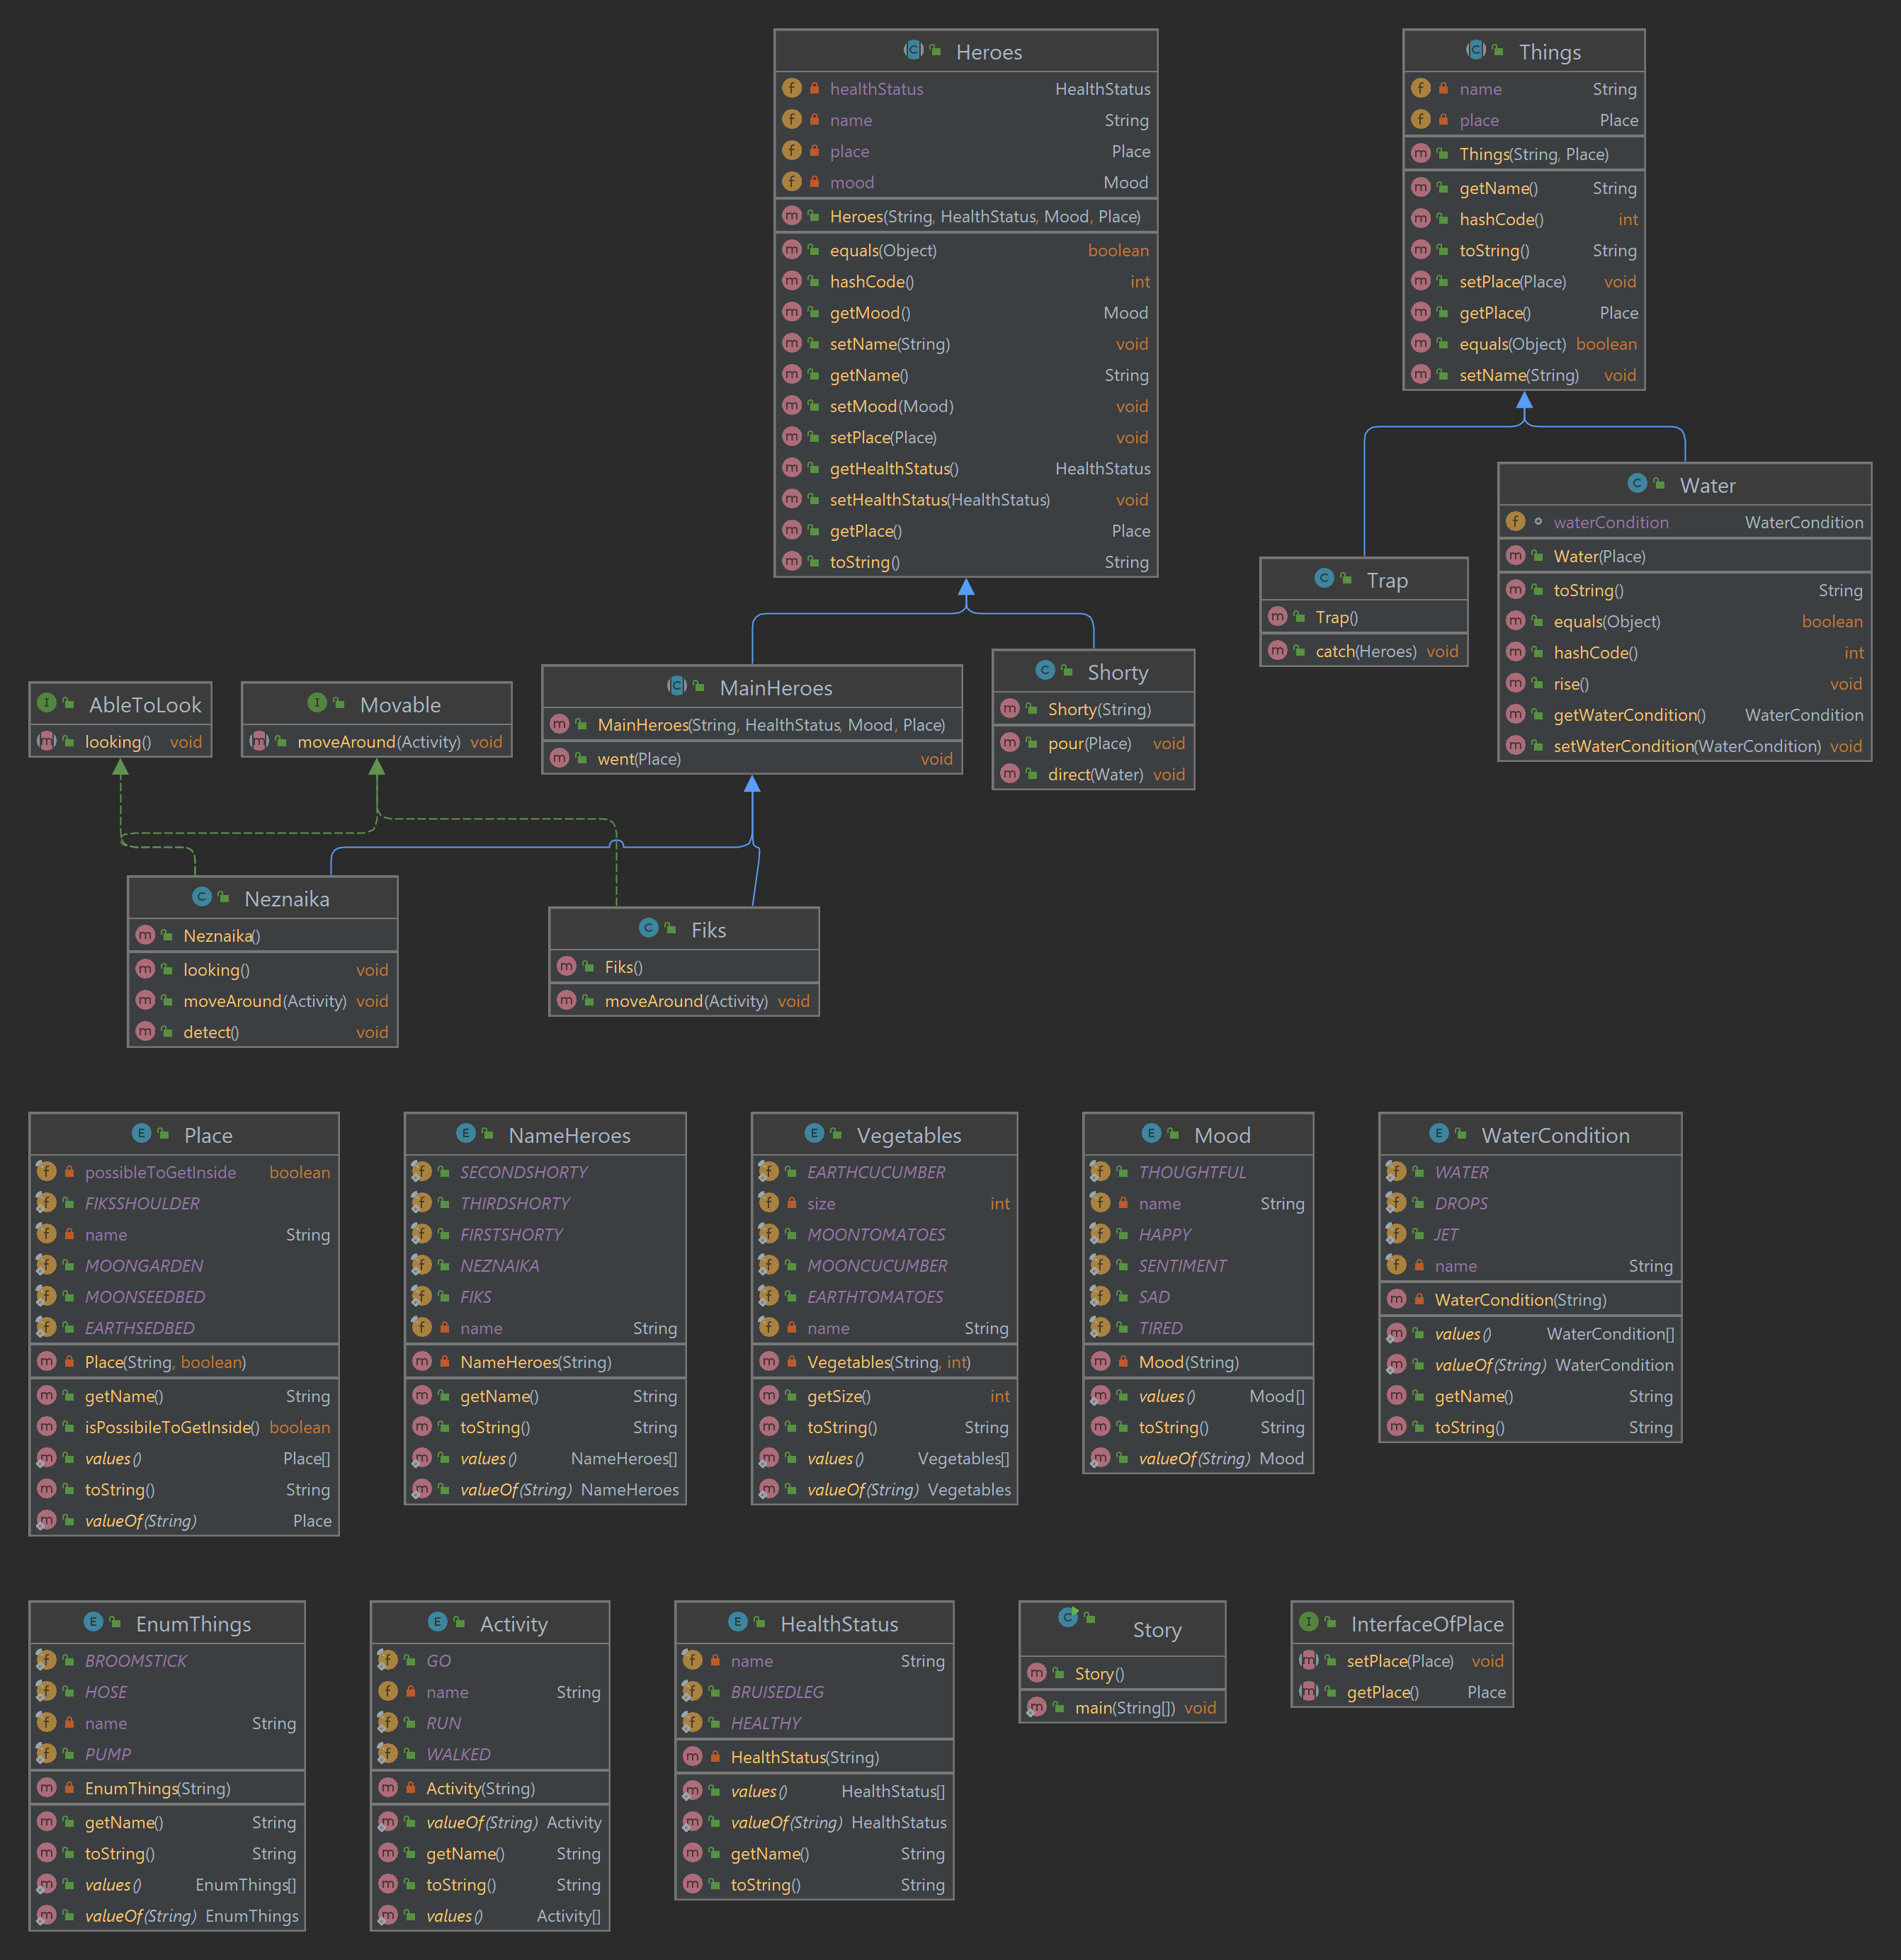 Heroes
healthStatus HealthStatus
name String
place Place
mood Mood
Heroes(String, HealthStatus, Mood, Place)
equals(Object) boolean
hashCode() int
getMood() Mood
setName(String) void
getName() String
setMood(Mood) void
setPlace(Place) void
getHealthStatus() HealthStatus
setHealthStatus(HealthStatus) void
getPlace() Place
toString() String
Things
name String
place Place
Things(String, Place)
getName() String
hashCode() int
toString() String
setPlace(Place) void
getPlace() Place
equals(Object) boolean
setName(String) void
Water
waterCondition WaterCondition
Water(Place)
toString() String
equals(Object) boolean
hashCode() int
rise() void
getWaterCondition() WaterCondition
setWaterCondition(WaterCondition) void
Trap
Trap()
catch(Heroes) void
AbleToLook
looking() void
Movable
moveAround(Activity) void
MainHeroes
MainHeroes(String, HealthStatus, Mood, Place)
went(Place) void
Shorty
Shorty(String)
pour(Place) void
direct(Water) void
Neznaika
Neznaika()
looking() void
moveAround(Activity) void
detect() void
Fiks
Fiks()
moveAround(Activity) void
Place
possibleToGetInside boolean
FIKSSHOULDER
name String
MOONGARDEN
MOONSEEDBED
EARTHSEDBED
Place(String, boolean)
getName() String
isPossibileToGetInside() boolean
values() Place[]
toString() String
valueOf(String) Place
NameHeroes
SECONDSHORTY
THIRDSHORTY
FIRSTSHORTY
NEZNAIKA
FIKS
name String
NameHeroes(String)
getName() String
toString() String
values() NameHeroes[]
valueOf(String) NameHeroes
Vegetables
EARTHCUCUMBER
size int
MOONTOMATOES
MOONCUCUMBER
EARTHTOMATOES
name String
Vegetables(String, int)
getSize() int
toString() String
values() Vegetables[]
valueOf(String) Vegetables
Mood
THOUGHTFUL
name String
HAPPY
SENTIMENT
SAD
TIRED
Mood(String)
values() Mood[]
toString() String
valueOf(String) Mood
WaterCondition
WATER
DROPS
JET
name String
WaterCondition(String)
values() WaterCondition[]
valueOf(String) WaterCondition
getName() String
toString() String
EnumThings
BROOMSTICK
HOSE
name String
PUMP
EnumThings(String)
getName() String
toString() String
values() EnumThings[]
valueOf(String) EnumThings
Activity
GO
name String
RUN
WALKED
Activity(String)
valueOf(String) Activity
getName() String
toString() String
values() Activity[]
HealthStatus
name String
BRUISEDLEG
HEALTHY
HealthStatus(String)
values() HealthStatus[]
valueOf(String) HealthStatus
getName() String
toString() String
Story
Story()
main(String[]) void
InterfaceOfPlace
setPlace(Place) void
getPlace() Place